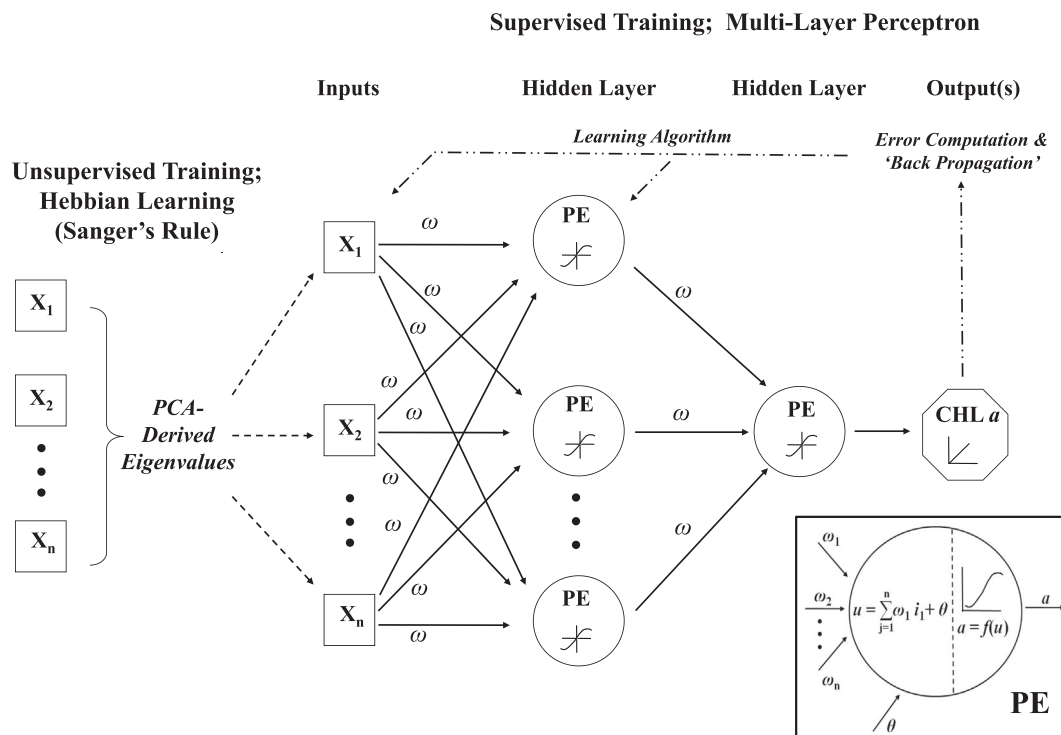 Supervised Training;  Multi-Layer Perceptron
Inputs
Hidden Layer
Hidden Layer
Output(s)
Learning Algorithm
Error Computation &
‘Back Propagation’
Unsupervised Training;
Hebbian Learning
(Sanger’s Rule)
X1
X2
Xn
PCA-
Derived
Eigenvalues
X1
X2
Xn
ω
ω
ω
ω
ω
ω
ω
ω
ω
PE
PE
PE
ω
ω
ω
PE
CHL a
ω1
ω2
ωn
θ
u = n∑j=1 ω1 i1 + θ
a = f(u)
a
PE